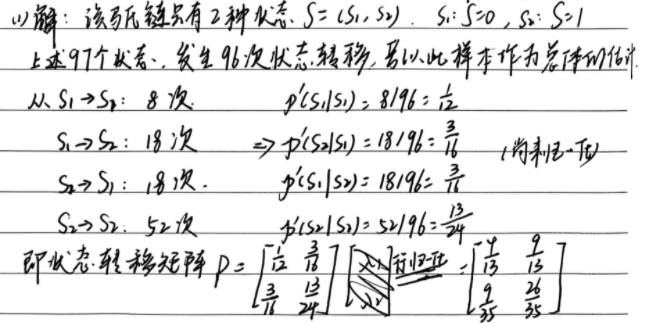 (1)解：该马氏链只有2种状态 S=(S₁,S₂). S₁:S=0, S₂:S=1
上述97个状态，发生96次状态转移，若以此样本作为总体的估计.
从 S₁→S₁: 8次. p'(S₁|S₁)=8/96=1/12
S₁→S₂: 18次 ⇒ p'(S₂|S₁)=18/96=3/16 (尚未归一化)
S₂→S₁: 18次. p'(S₁|S₂)=18/96=3/16
S₂→S₂: 52次 p'(S₂|S₂)=52/96=13/24
即状态转移矩阵 P=[1/12 3/16; 3/16 13/24] 行归一化 =[4/13 9/13; 9/35 26/35]